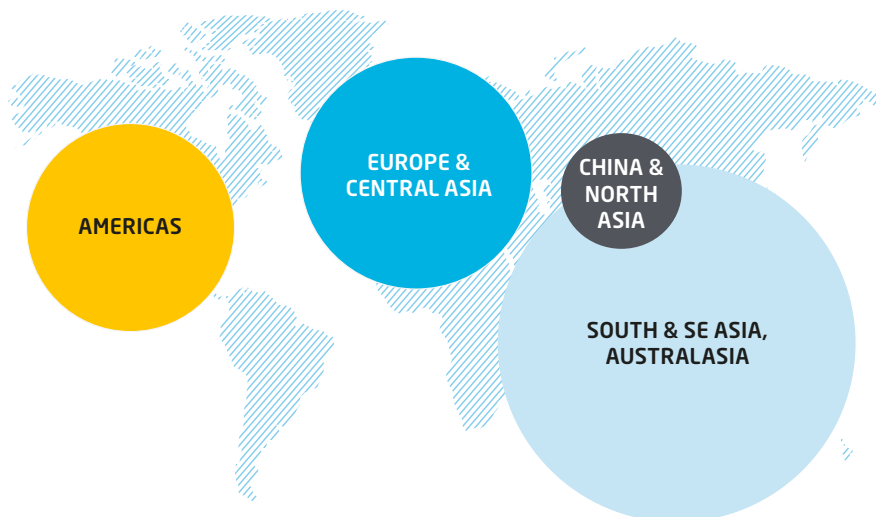 AMERICAS
EUROPE &
CENTRAL ASIA
CHINA &
NORTH
ASIA
SOUTH & SE ASIA,
AUSTRALASIA